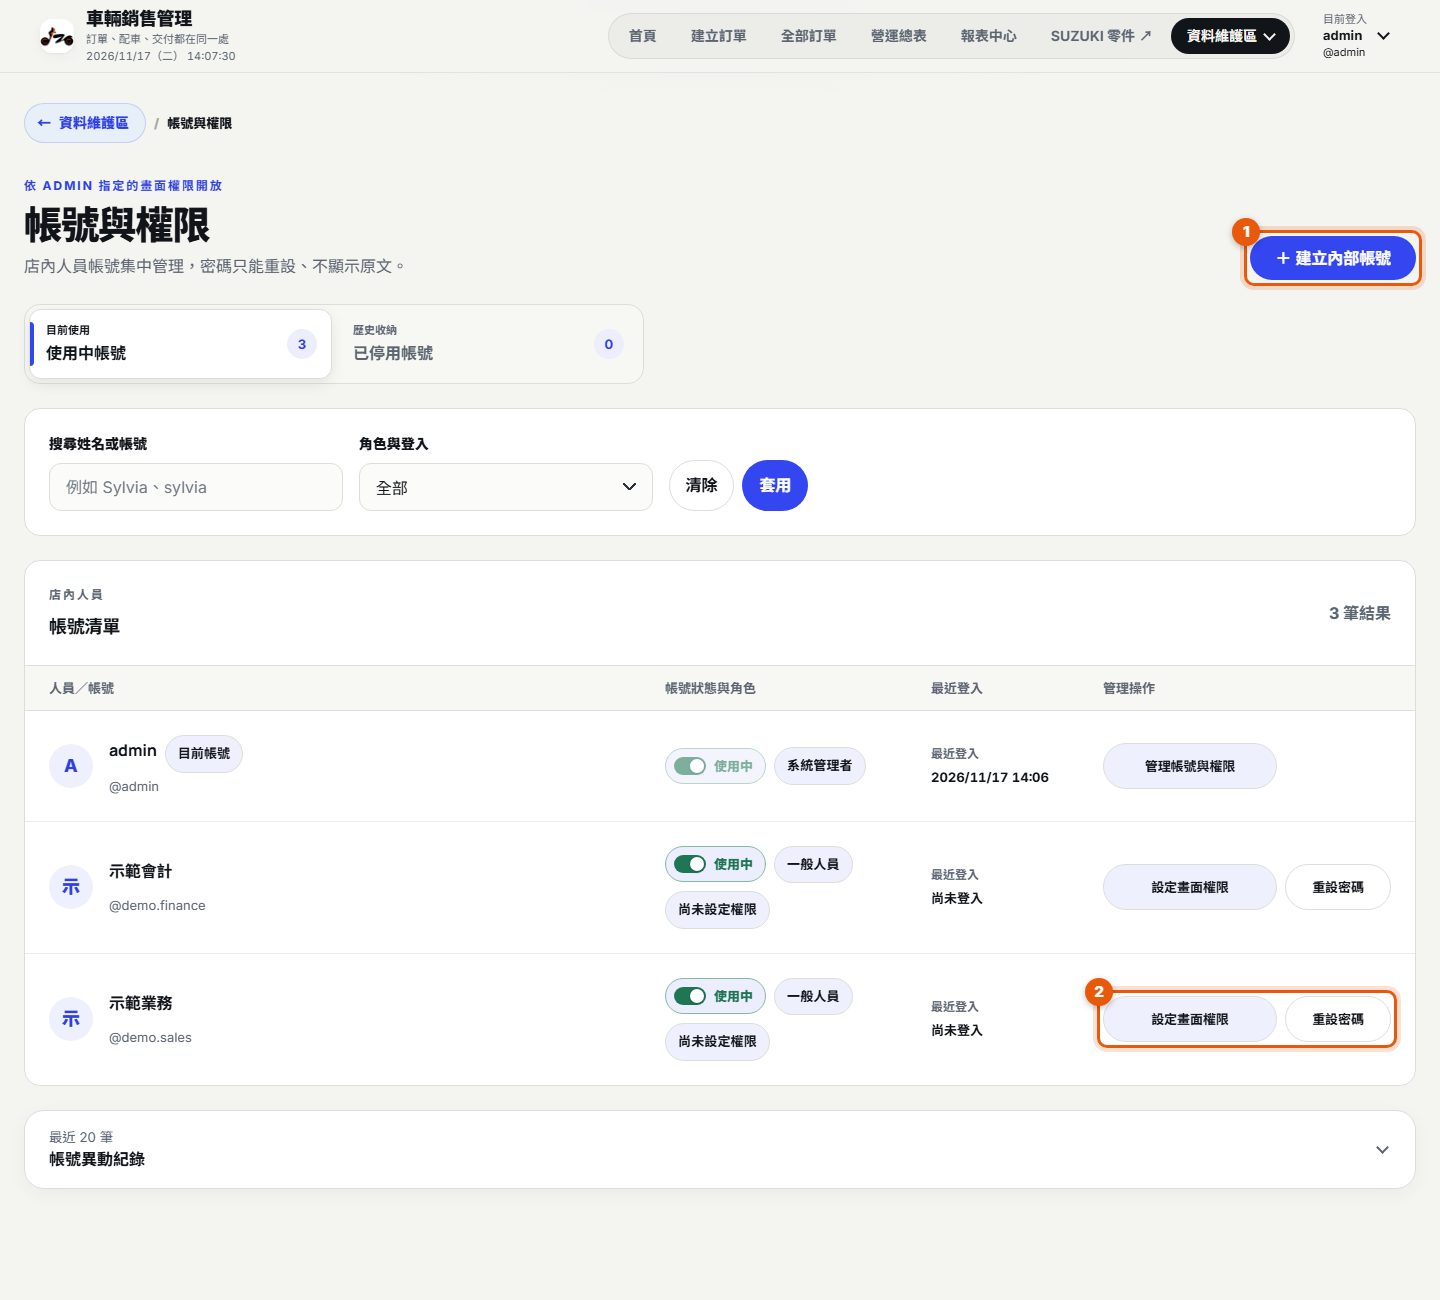 車輛銷售管理
訂單、配車、交付都在同一處
2026/11/17（二） 14:07:30
首頁
建立訂單
全部訂單
營運總表
報表中心
SUZUKI 零件 ↗
資料維護區
目前登入
admin
@admin
← 資料維護區 / 帳號與權限
依 ADMIN 指定的畫面權限開放
帳號與權限
店內人員帳號集中管理，密碼只能重設、不顯示原文。
1
＋ 建立內部帳號
目前使用
使用中帳號
3
歷史收納
已停用帳號
0
搜尋姓名或帳號
例如 Sylvia、sylvia
角色與登入
全部
清除
套用
店內人員
帳號清單
3 筆結果
人員／帳號
帳號狀態與角色
最近登入
管理操作
A
admin
目前帳號
@admin
使用中
系統管理者
最近登入
2026/11/17 14:06
管理帳號與權限
示
示範會計
@demo.finance
使用中
一般人員
尚未設定權限
最近登入
尚未登入
設定畫面權限
重設密碼
示
示範業務
@demo.sales
使用中
一般人員
尚未設定權限
最近登入
尚未登入
2
設定畫面權限
重設密碼
最近 20 筆
帳號異動紀錄